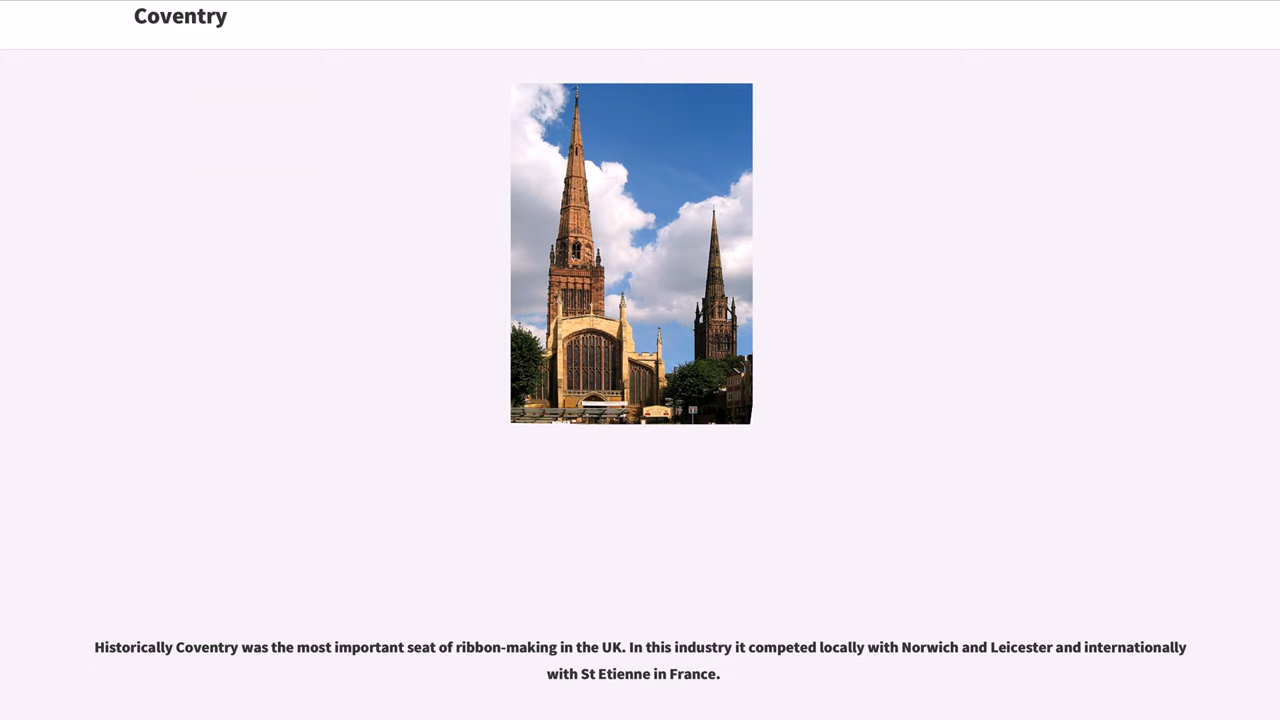 Coventry
Historically Coventry was the most important seat of ribbon-making in the UK. In this industry it competed locally with Norwich and Leicester and internationally
with St Etienne in France.